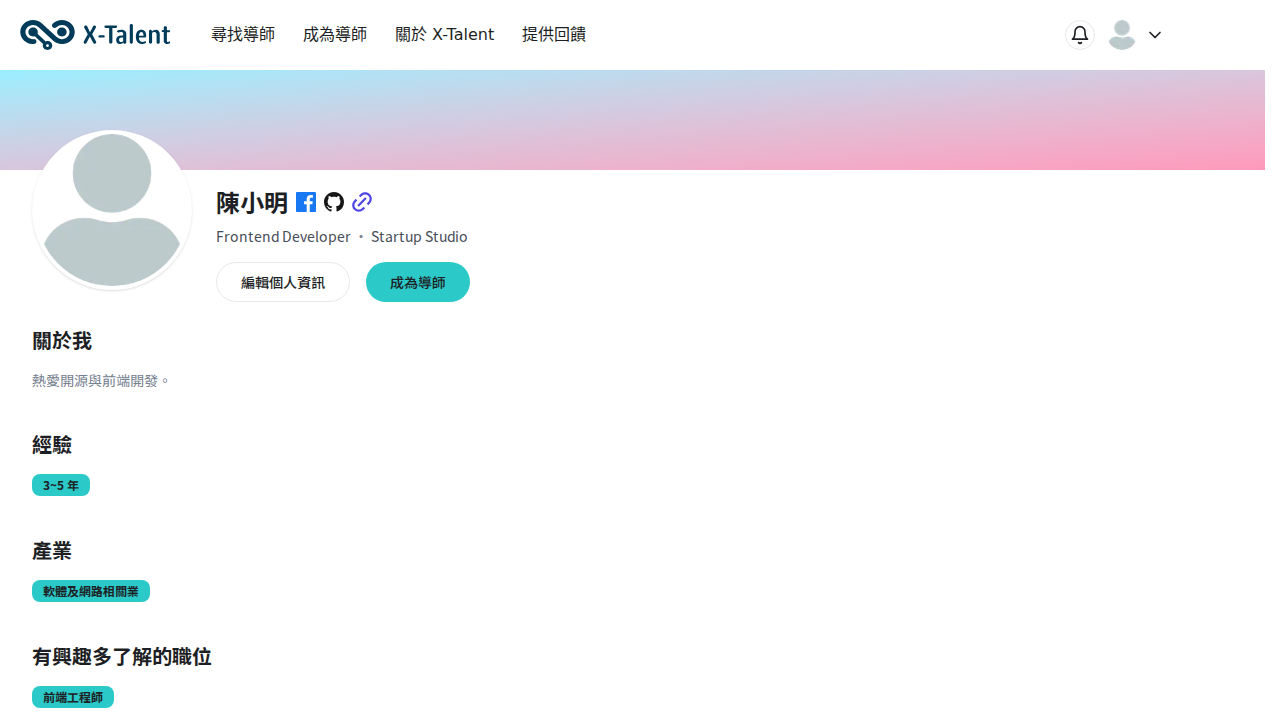 X-Talent 尋找導師 成為導師 關於 X-Talent 提供回饋
陳小明
Frontend Developer • Startup Studio
編輯個人資訊 成為導師
關於我
熱愛開源與前端開發。
經驗
3~5 年
產業
軟體及網路相關業
有興趣多了解的職位
前端工程師